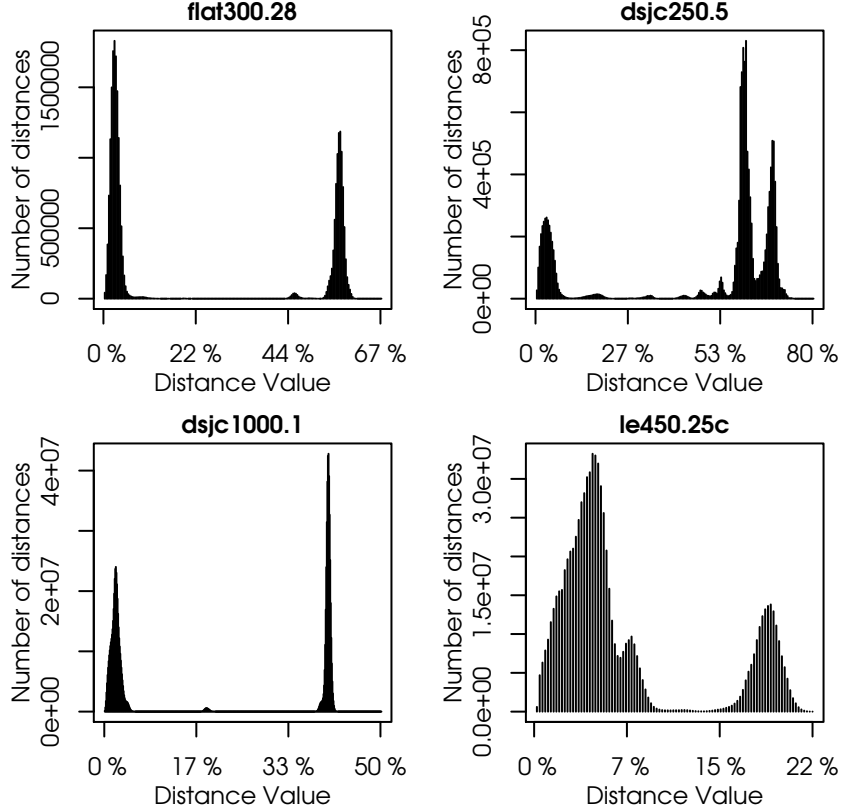 flat300.28
Number of distances
0 500000 1500000
0 % 22 % 44 % 67 %
Distance Value
dsjc250.5
Number of distances
0e+00 4e+05 8e+05
0 % 27 % 53 % 80 %
Distance Value
dsjc1000.1
Number of distances
0e+00 2e+07 4e+07
0 % 17 % 33 % 50 %
Distance Value
le450.25c
Number of distances
0.0e+00 1.5e+07 3.0e+07
0 % 7 % 15 % 22 %
Distance Value